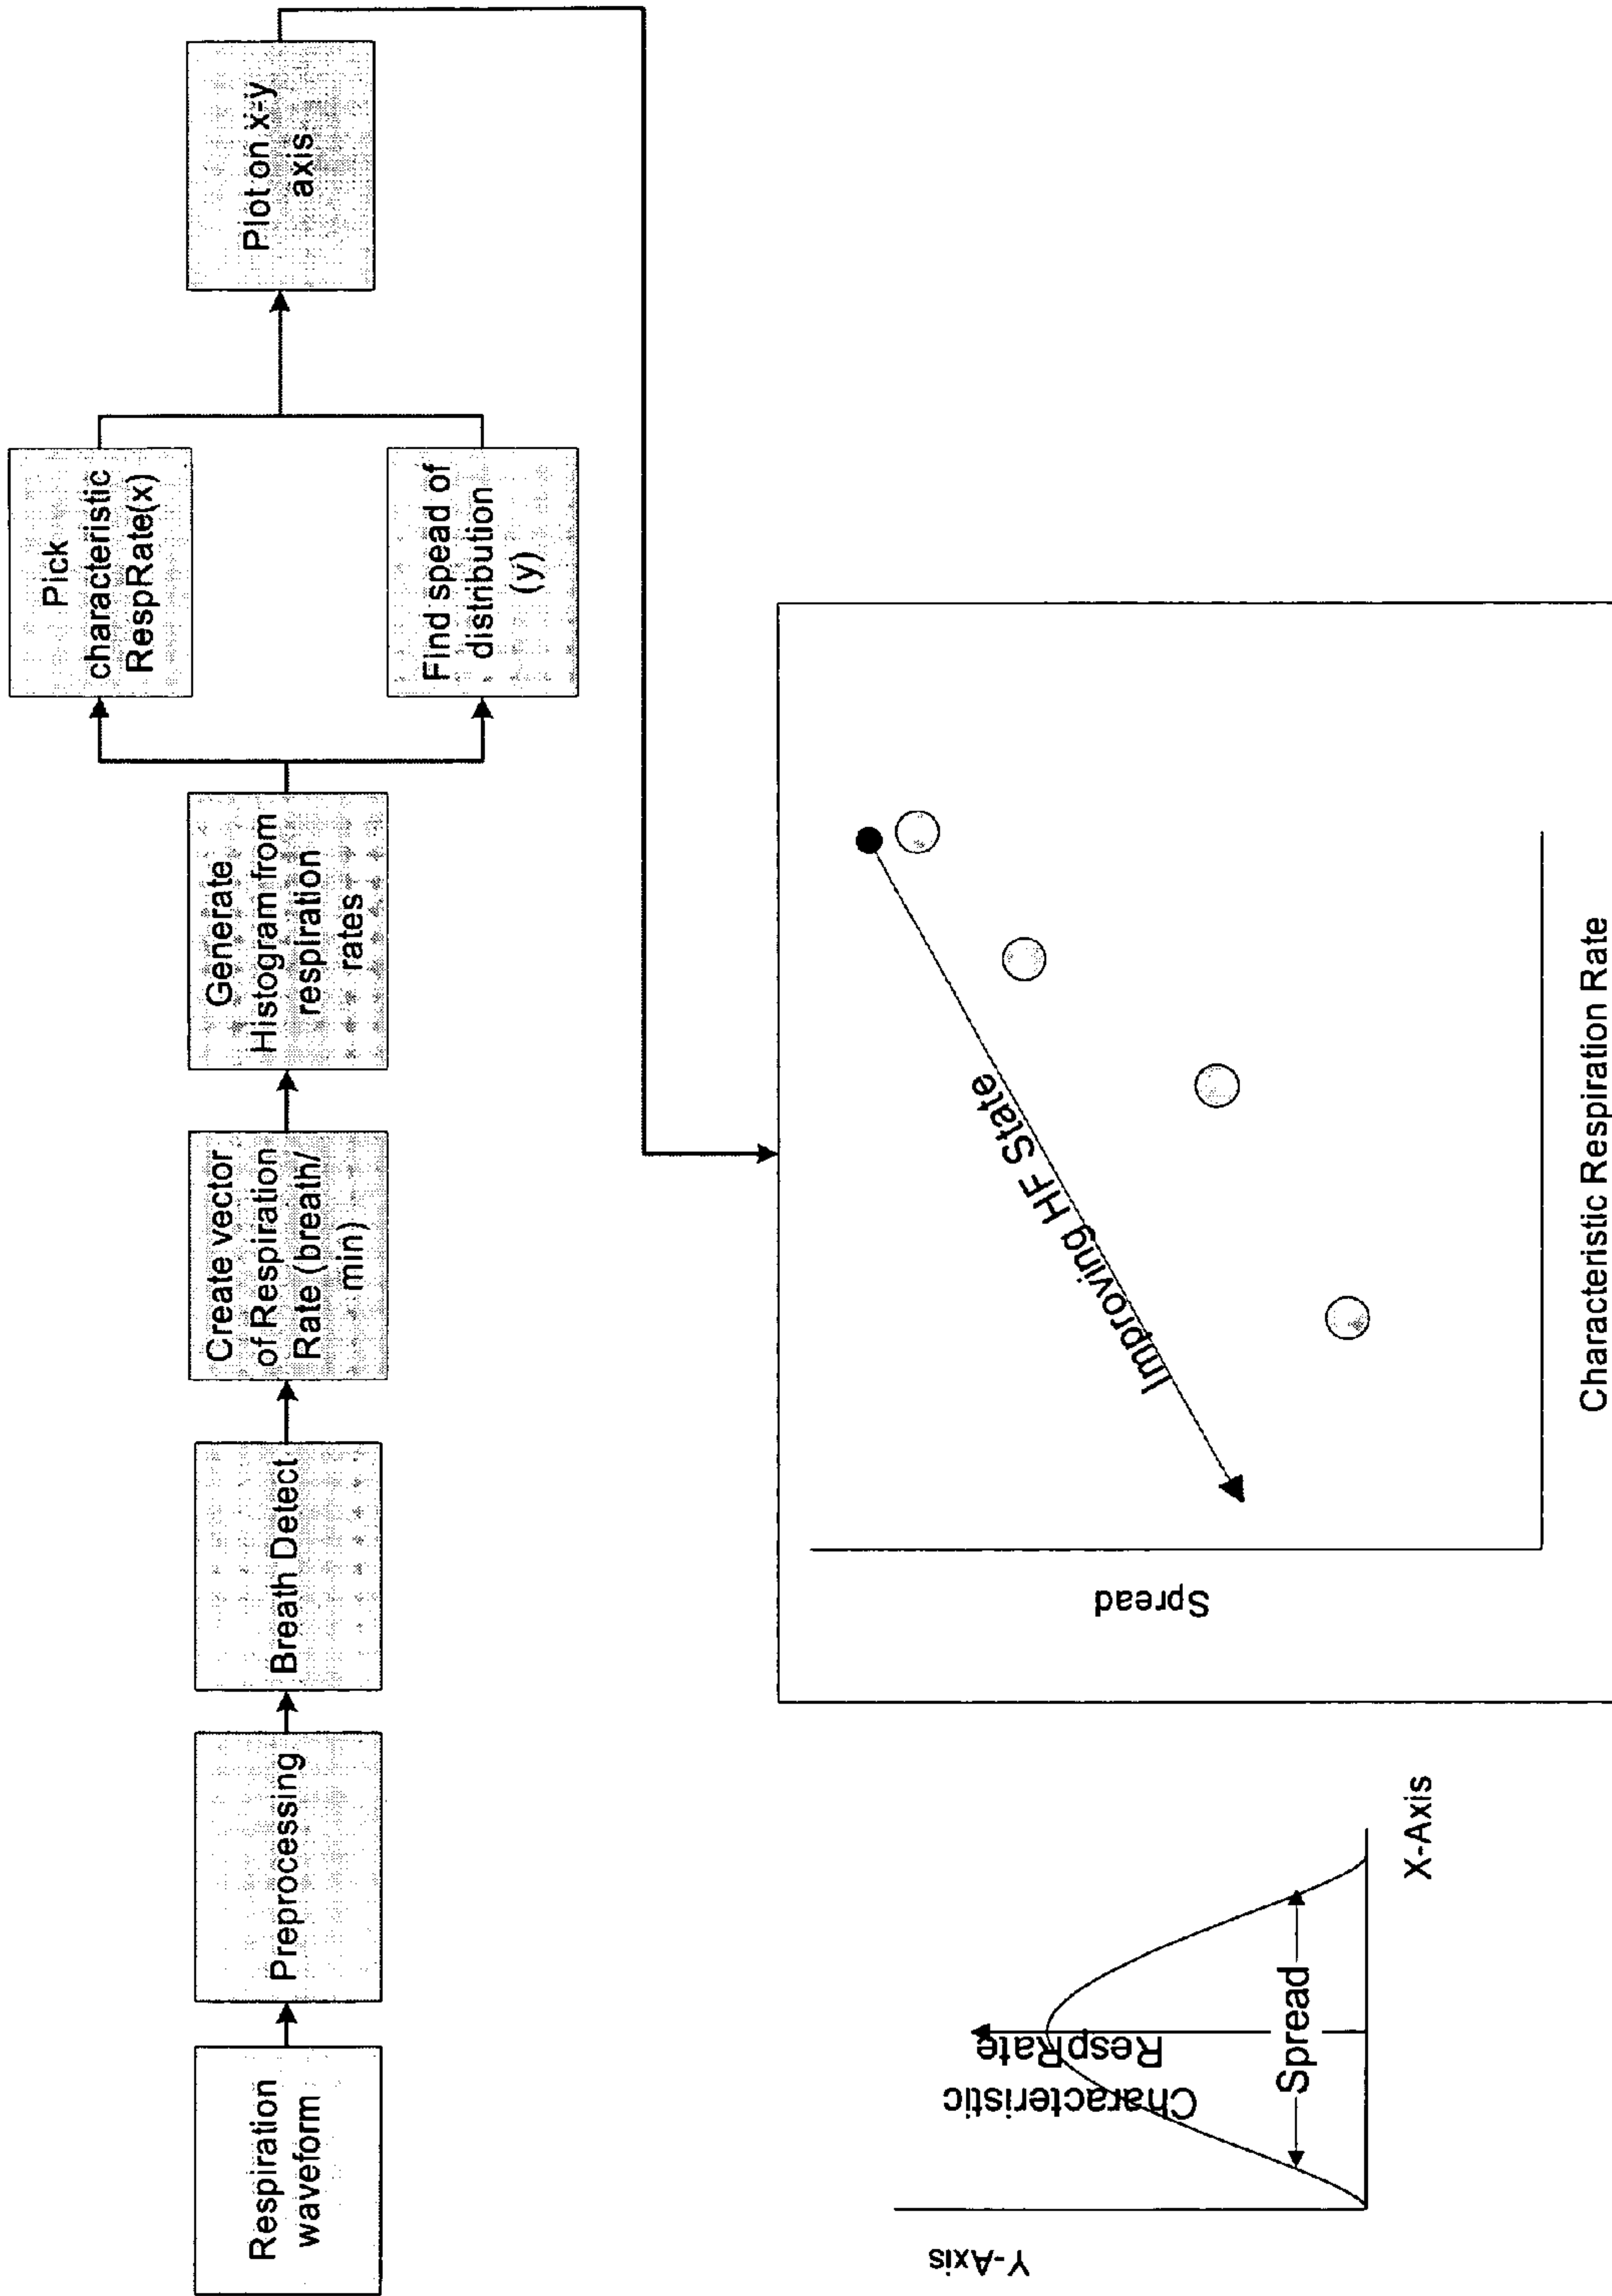 Respiration
waveform
Preprocessing
Breath Detect
Create vector
of Respiration
Rate (breath/
min)
Generate
Histogram from
respiration
rates
Pick
characteristic
RespRate(x)
Find spead of
distribution
(y)
Plot on x-y
axis
Y-Axis
Characteristic
RespRate
Spread
X-Axis
Spread
Improving HF State
Characteristic Respiration Rate